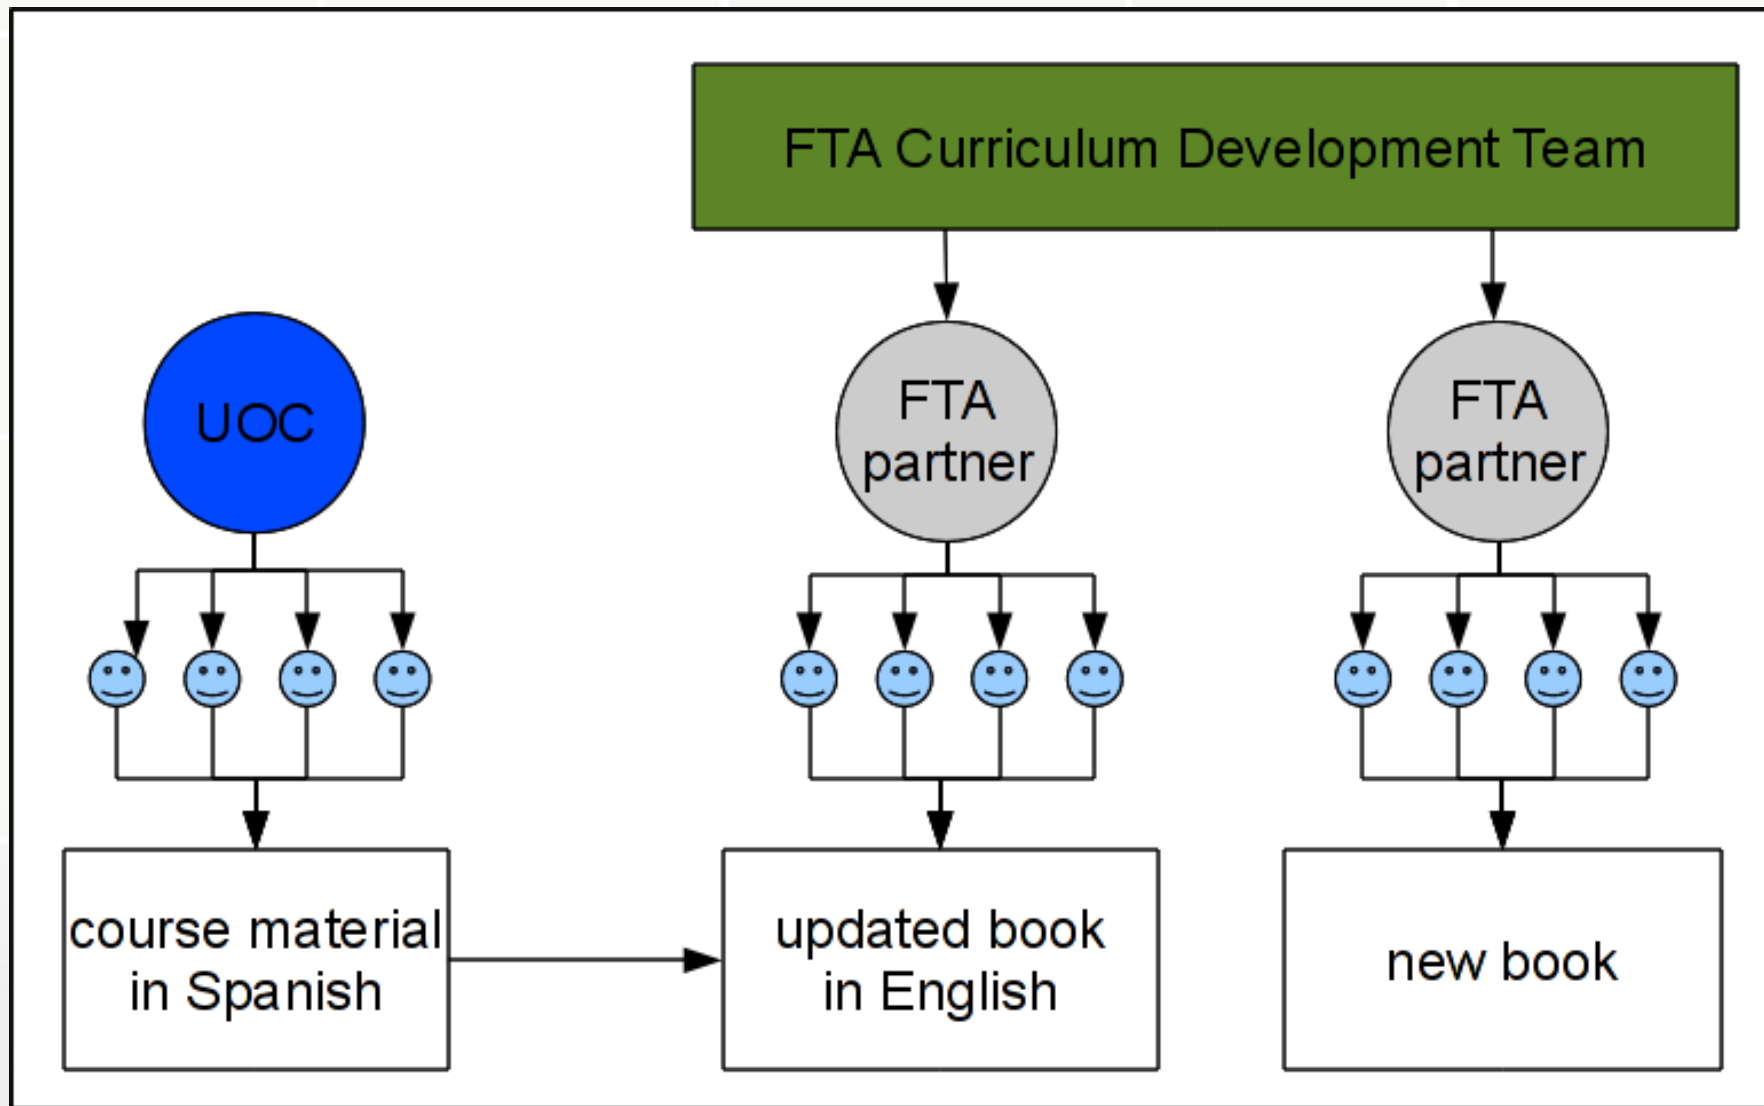 FTA Curriculum Development Team
UOC
FTA
partner
FTA
partner
course material
in Spanish
updated book
in English
new book